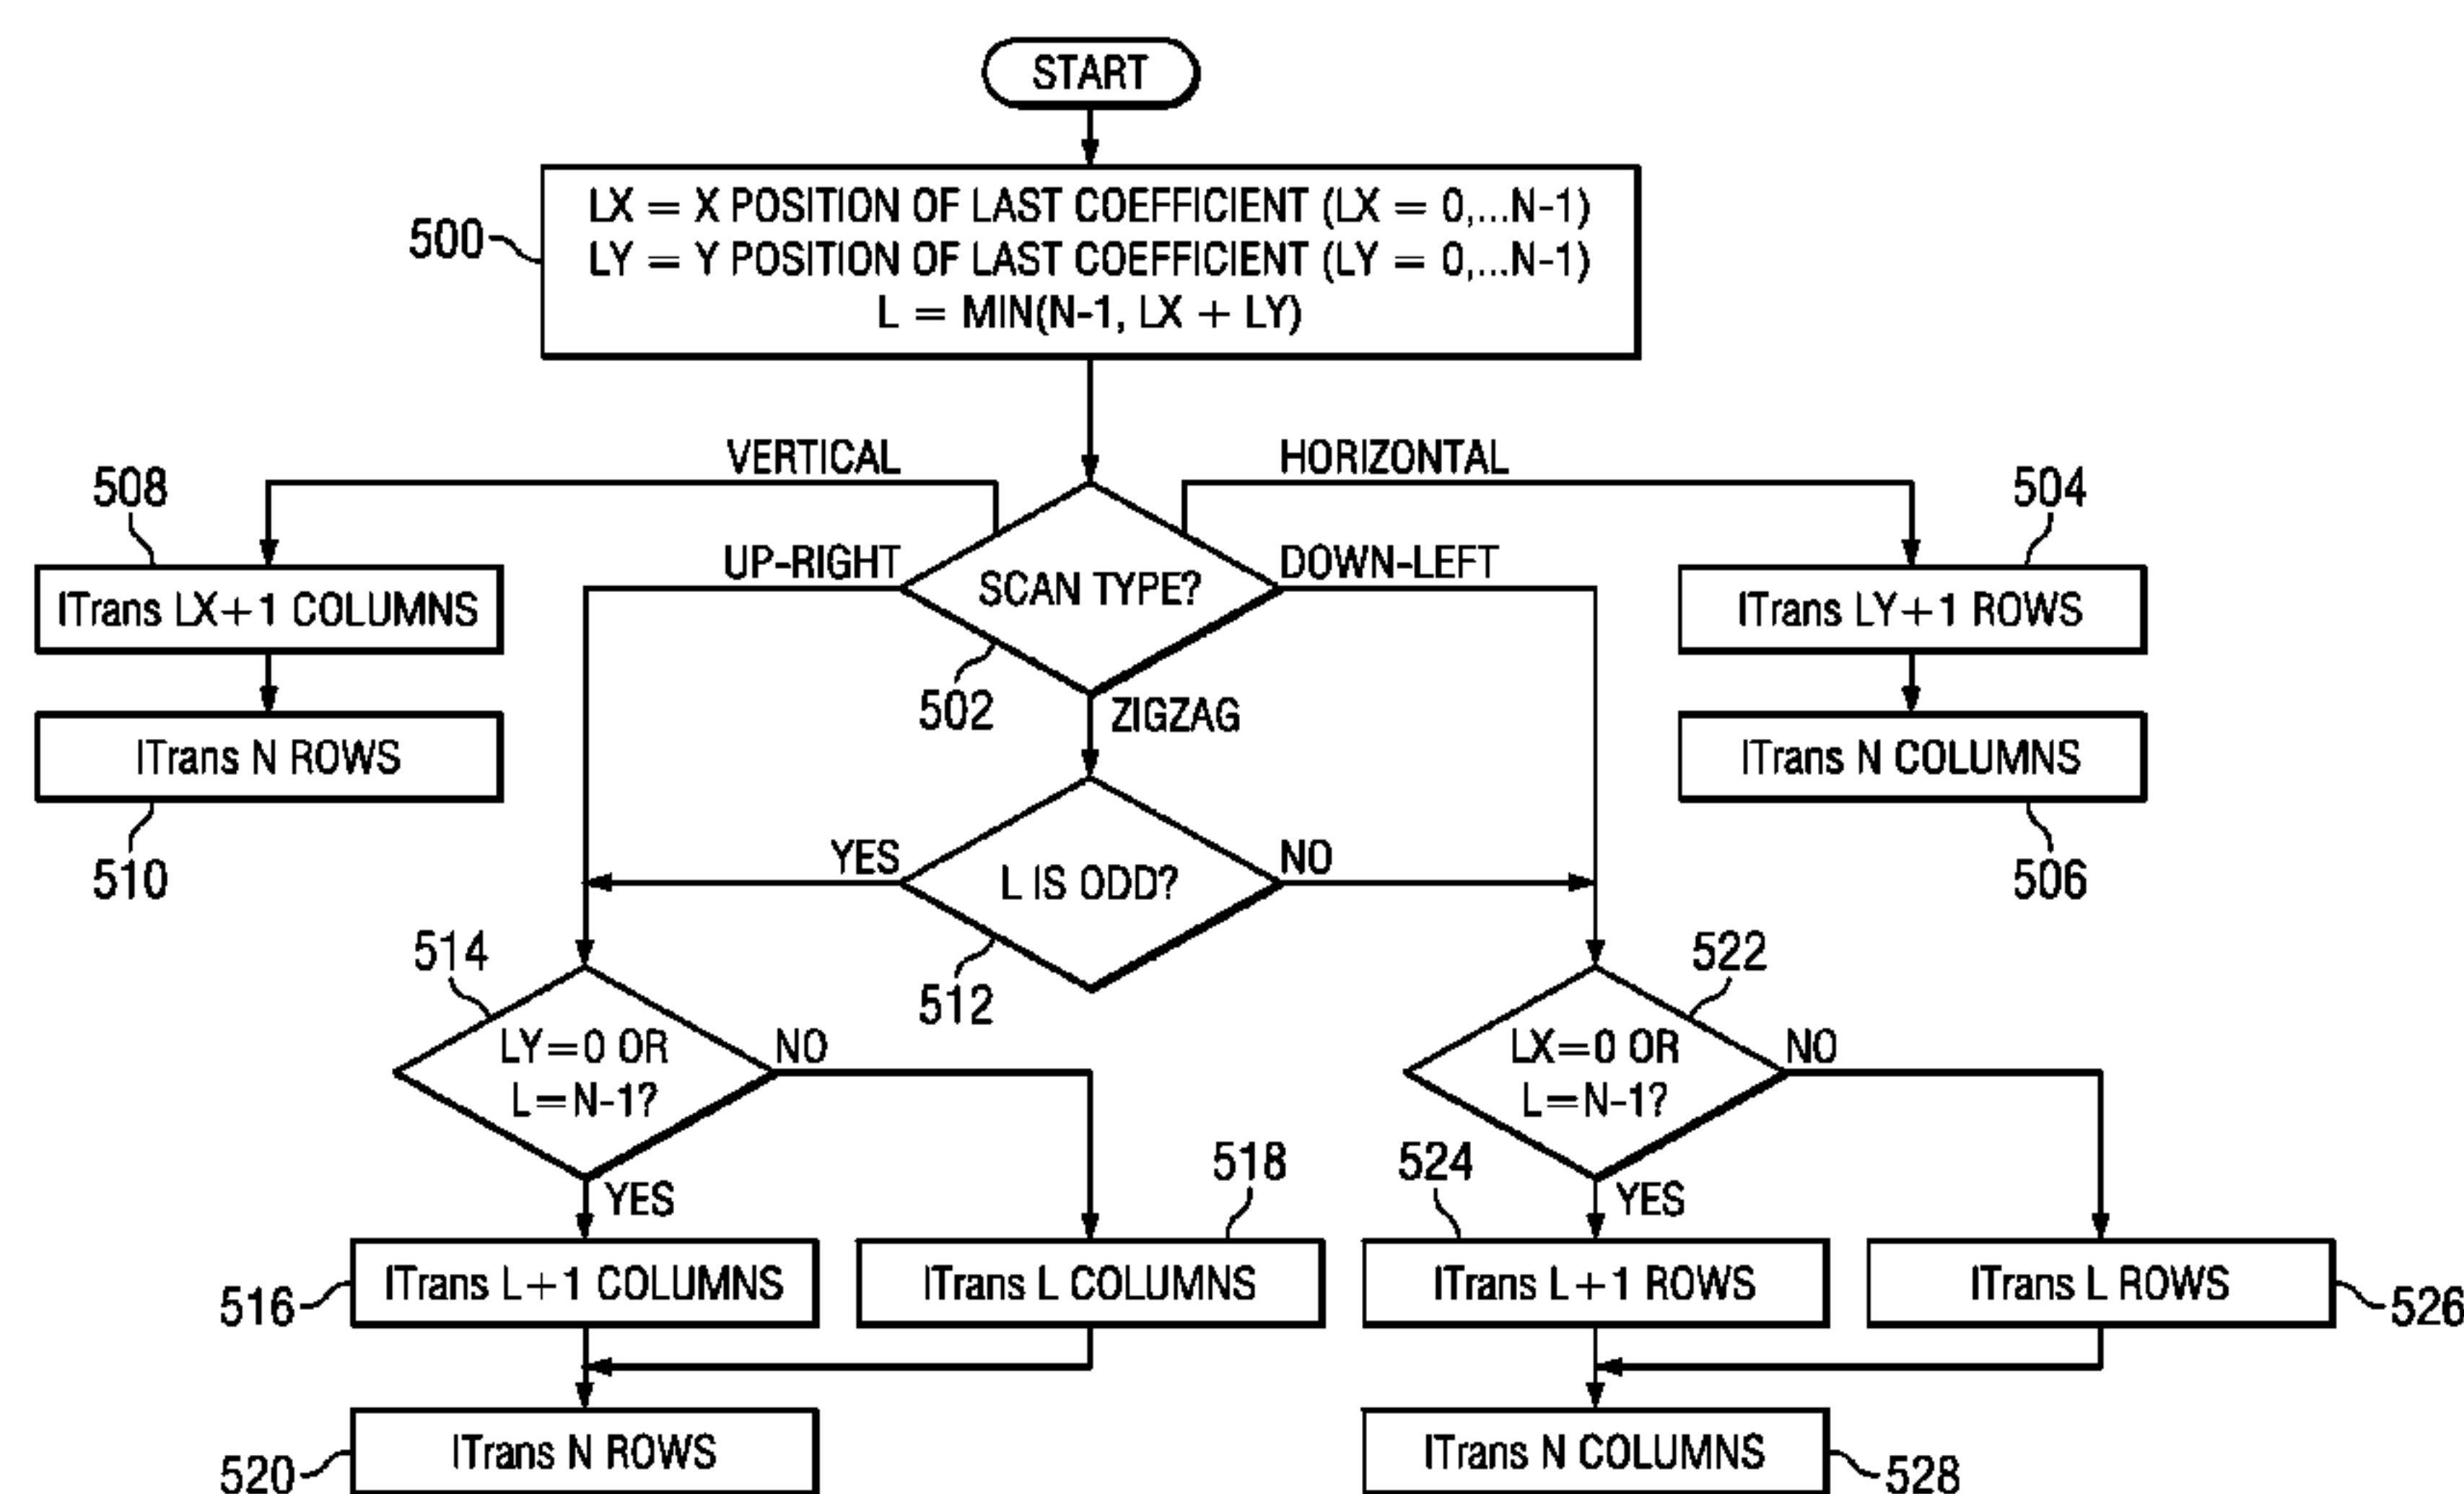 START
LX = X POSITION OF LAST COEFFICIENT (LX = 0,...N-1)
LY = Y POSITION OF LAST COEFFICIENT (LY = 0,...N-1)
L = MIN(N-1, LX + LY)
500
VERTICAL
HORIZONTAL
508
504
UP-RIGHT
DOWN-LEFT
SCAN TYPE?
ITrans LX+1 COLUMNS
ITrans LY+1 ROWS
502
ZIGZAG
ITrans N ROWS
ITrans N COLUMNS
510
506
YES
L IS ODD?
NO
512
514
522
LY=0 OR
L=N-1?
NO
LX=0 OR
L=N-1?
NO
YES
518
524
YES
516
ITrans L+1 COLUMNS
ITrans L COLUMNS
ITrans L+1 ROWS
ITrans L ROWS
526
520
ITrans N ROWS
ITrans N COLUMNS
528